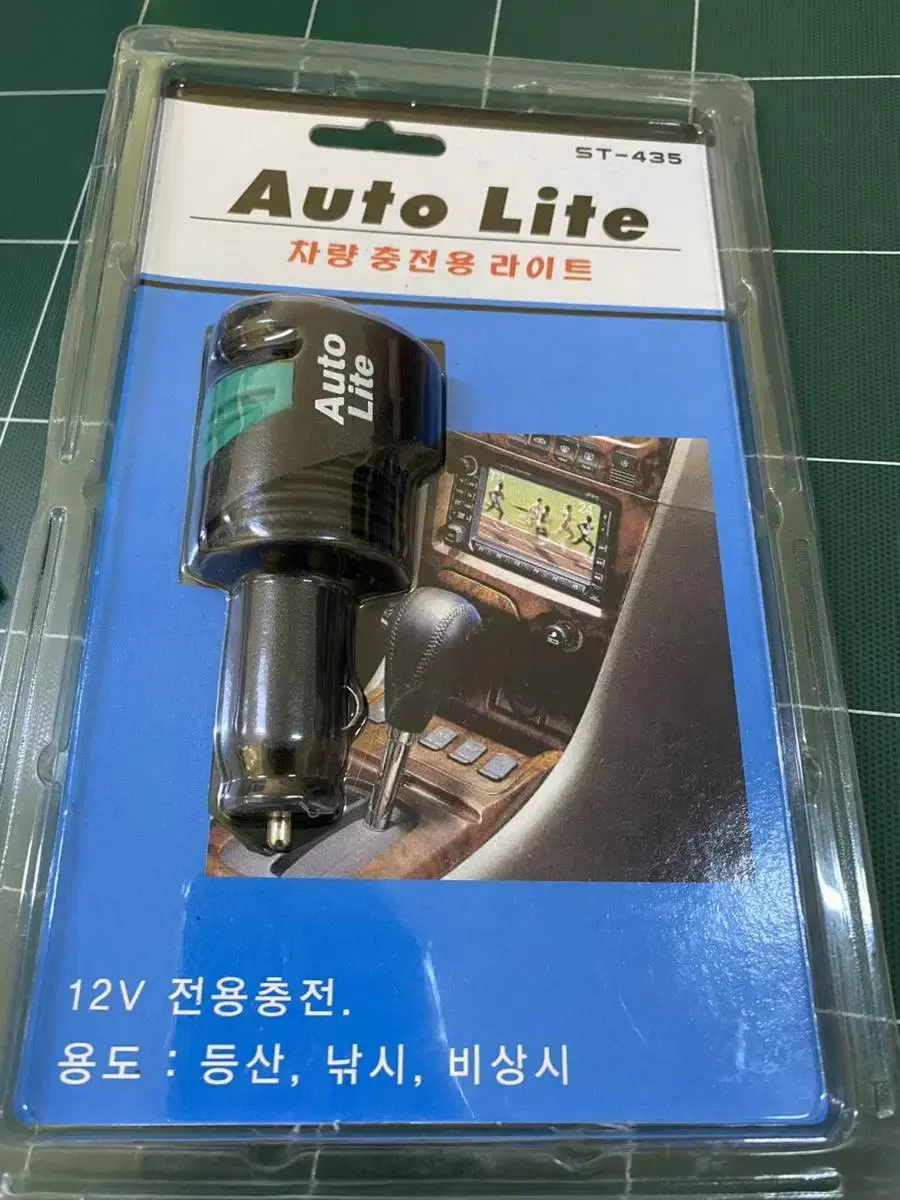 ST-435
Auto Lite
차량 충전용 라이트
Auto
Lite
12V 전용충전.
용도 : 등산, 낚시, 비상시